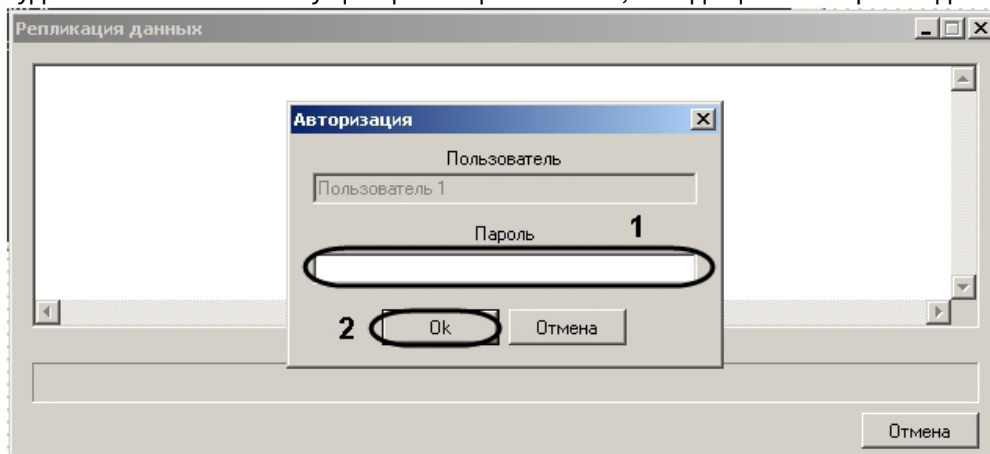 Репликация данных
Авторизация
Пользователь
Пользователь 1
Пароль
1
2
Ok
Отмена
Отмена